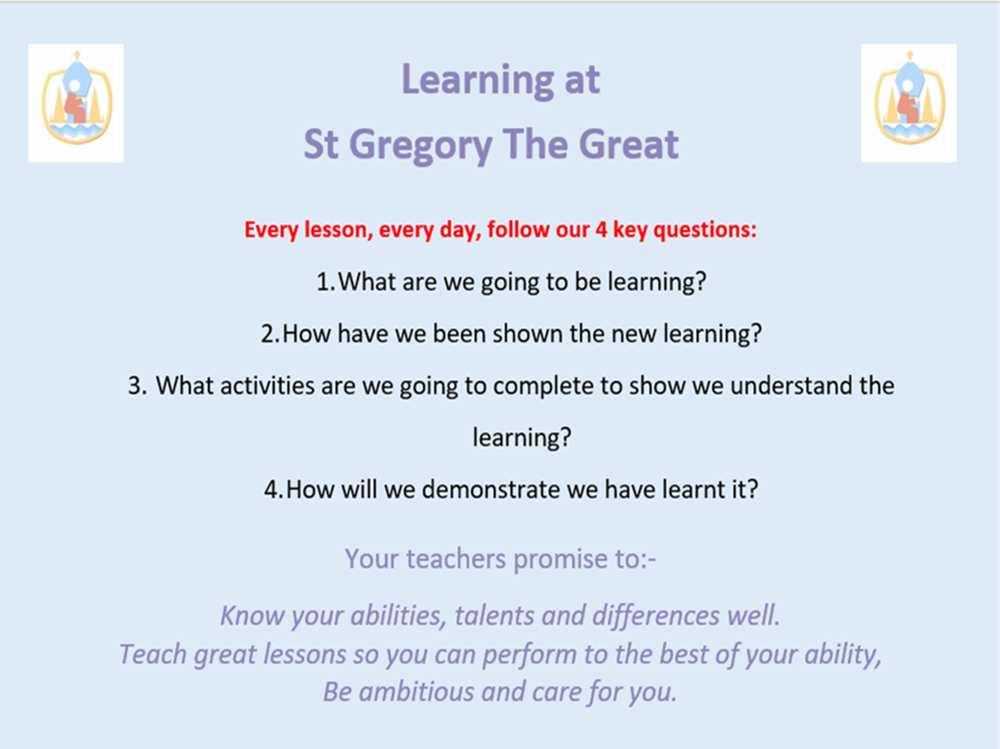 Learning at
St Gregory The Great
Every lesson, every day, follow our 4 key questions:
1.What are we going to be learning?
2.How have we been shown the new learning?
3. What activities are we going to complete to show we understand the
learning?
4.How will we demonstrate we have learnt it?
Your teachers promise to:-
Know your abilities, talents and differences well.
Teach great lessons so you can perform to the best of your ability,
Be ambitious and care for you.